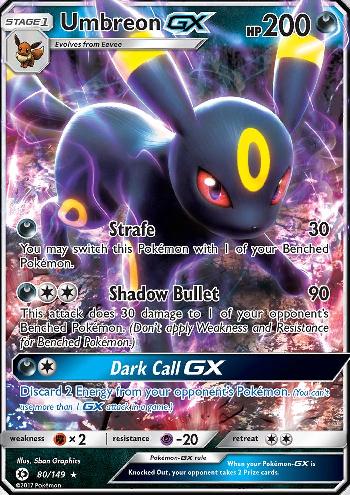 STAGE 1 Umbreon GX HP 200
Evolves from Eevee
Strafe 30
You may switch this Pokémon with 1 of your Benched
Pokémon.
Shadow Bullet 90
This attack does 30 damage to 1 of your opponent's
Benched Pokémon. (Don't apply Weakness and Resistance
for Benched Pokémon.)
Dark Call GX
Discard 2 Energy from your opponent's Pokémon. (You can't
use more than 1 GX attack in a game.)
weakness × 2 resistance -20 retreat
Illus. 5ban Graphics
80/149 ★
©2017 Pokémon
Pokémon-GX rule
When your Pokémon-GX is
Knocked Out, your opponent takes 2 Prize cards.